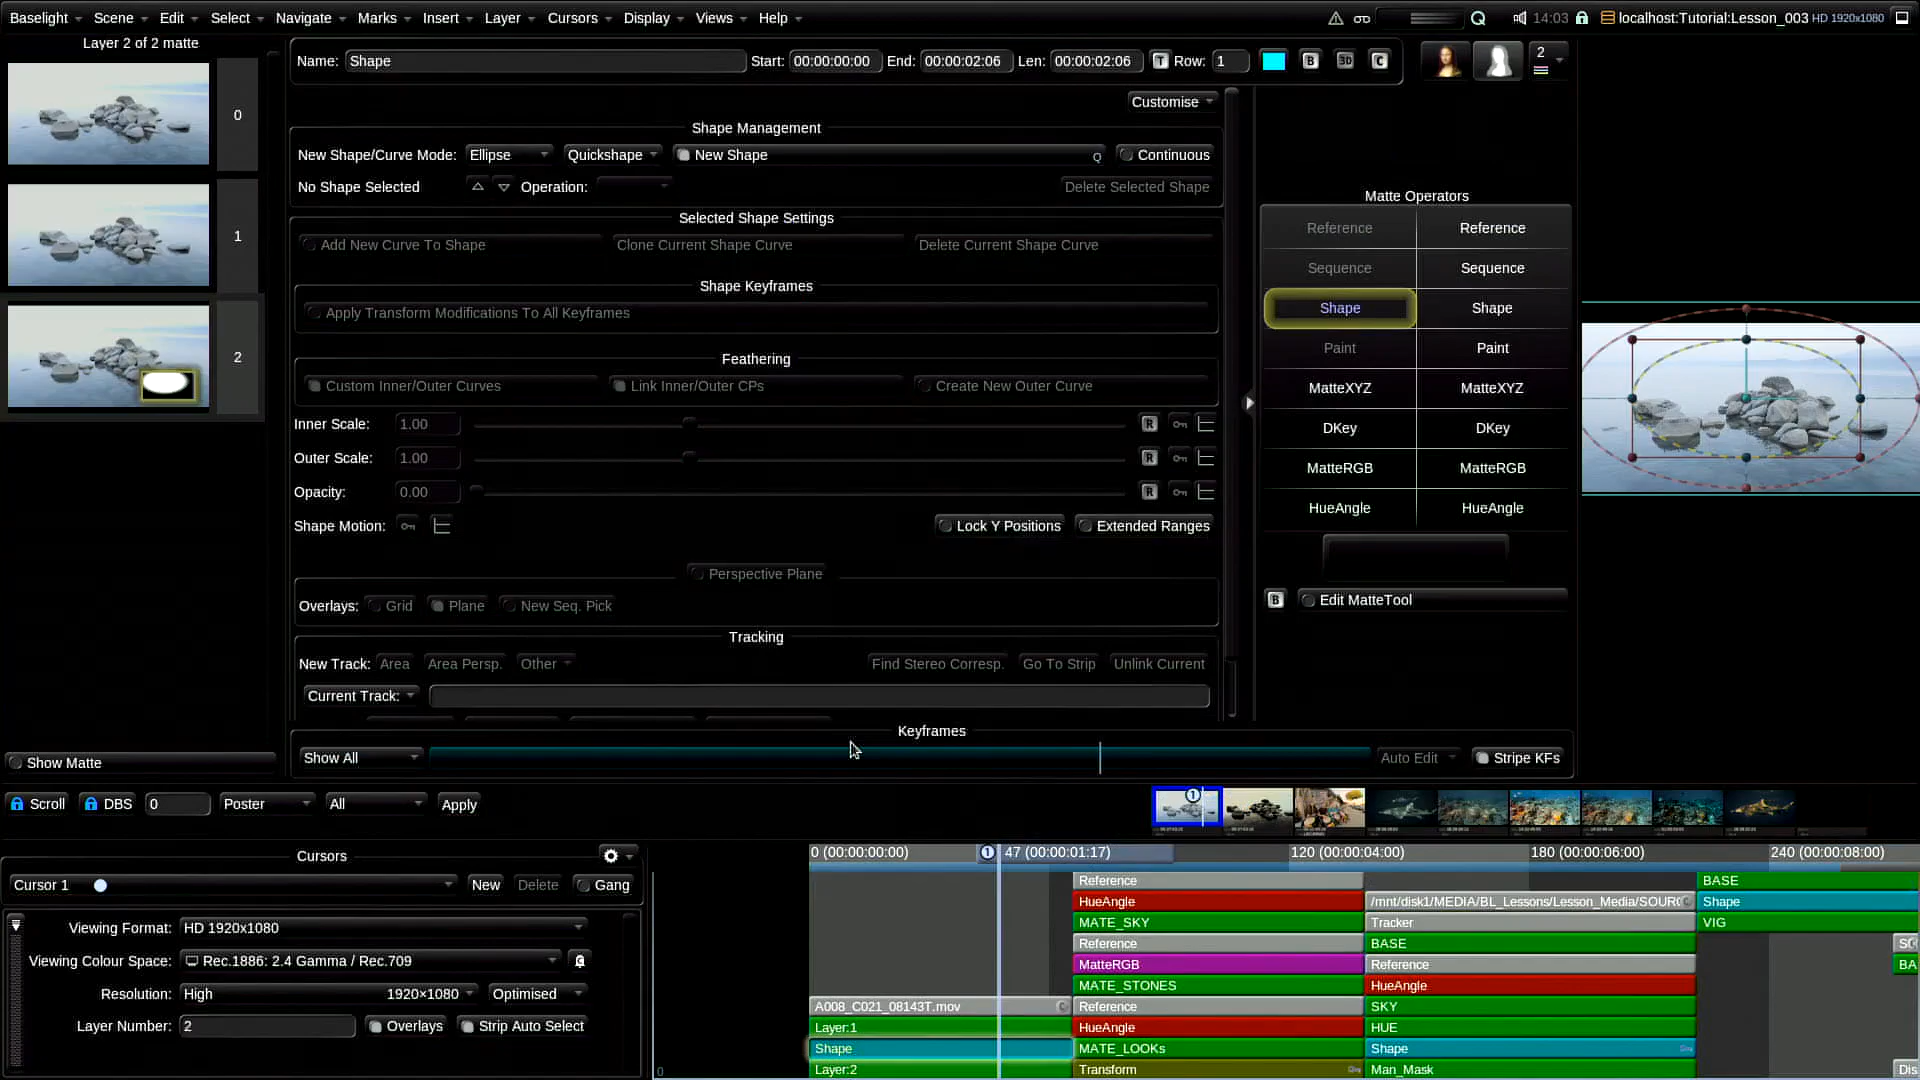 Baselight Scene Edit Select Navigate Marks Insert Layer Cursors Display Views Help 14:03 localhost:Tutorial:Lesson_003 HD 1920x1080
Layer 2 of 2 matte
0
1
2
Show Matte
Name: Shape Start: 00:00:00:00 End: 00:00:02:06 Len: 00:00:02:06 T Row: 1 B 3D C 2
Customise
Shape Management
New Shape/Curve Mode: Ellipse Quickshape New Shape Q Continuous
No Shape Selected Operation: Delete Selected Shape
Selected Shape Settings
Add New Curve To Shape Clone Current Shape Curve Delete Current Shape Curve
Shape Keyframes
Apply Transform Modifications To All Keyframes
Feathering
Custom Inner/Outer Curves Link Inner/Outer CPs Create New Outer Curve
Inner Scale: 1.00 R
Outer Scale: 1.00 R
Opacity: 0.00 R
Shape Motion: Lock Y Positions Extended Ranges
Perspective Plane
Overlays: Grid Plane New Seq. Pick
Tracking
New Track: Area Area Persp. Other Find Stereo Corresp. Go To Strip Unlink Current
Current Track:
Keyframes
Show All Auto Edit Stripe KFs
Matte Operators
Reference Reference
Sequence Sequence
Shape Shape
Paint Paint
MatteXYZ MatteXYZ
DKey DKey
MatteRGB MatteRGB
HueAngle HueAngle
B Edit MatteTool
Scroll DBS 0 Poster All Apply
1
Cursors
Cursor 1 New Delete Gang
Viewing Format: HD 1920x1080
Viewing Colour Space: Rec.1886: 2.4 Gamma / Rec.709
Resolution: High 1920×1080 Optimised
Layer Number: 2 Overlays Strip Auto Select
0 (00:00:00:00) 1 47 (00:00:01:17) 120 (00:00:04:00) 180 (00:00:06:00) 240 (00:00:08:00)
Reference BASE
HueAngle /mnt/disk1/MEDIA/BL_Lessons/Lesson_Media/SOUR Shape
MATE_SKY Tracker VIG
Reference BASE
MatteRGB Reference BA
MATE_STONES HueAngle
A008_C021_08143T.mov Reference SKY
Layer:1 HueAngle HUE
Shape MATE_LOOKs Shape
0 Layer:2 Transform Man_Mask Dis